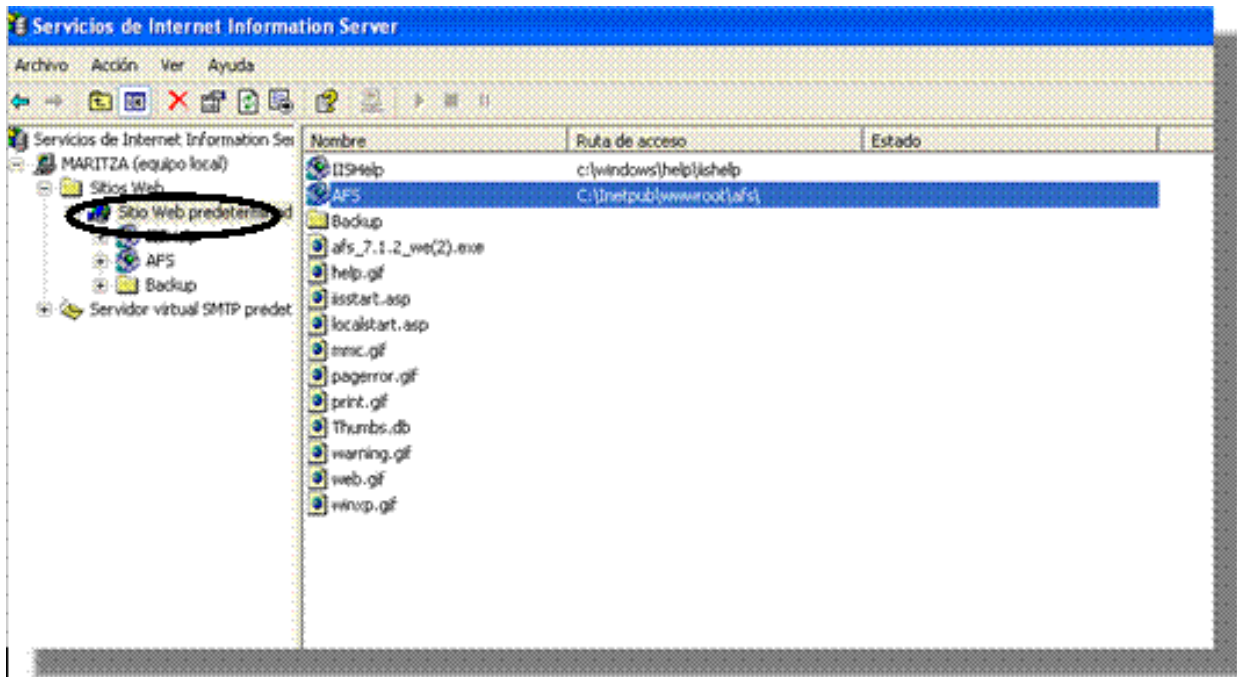 Servicios de Internet Information Server
Archivo Acción Ver Ayuda
Servicios de Internet Information Ser
MARITZA (equipo local)
Sitios Web
Sitio Web predeterminad
AFS
Backup
Servidor virtual SMTP predet
Nombre Ruta de acceso Estado
IISHelp c:\windows\help\iishelp
AFS C:\Inetpub\wwwroot\afs\
Backup
afs_7.1.2_we(2).exe
help.gif
iisstart.asp
localstart.asp
mmc.gif
pagerror.gif
print.gif
Thumbs.db
warning.gif
web.gif
winxp.gif